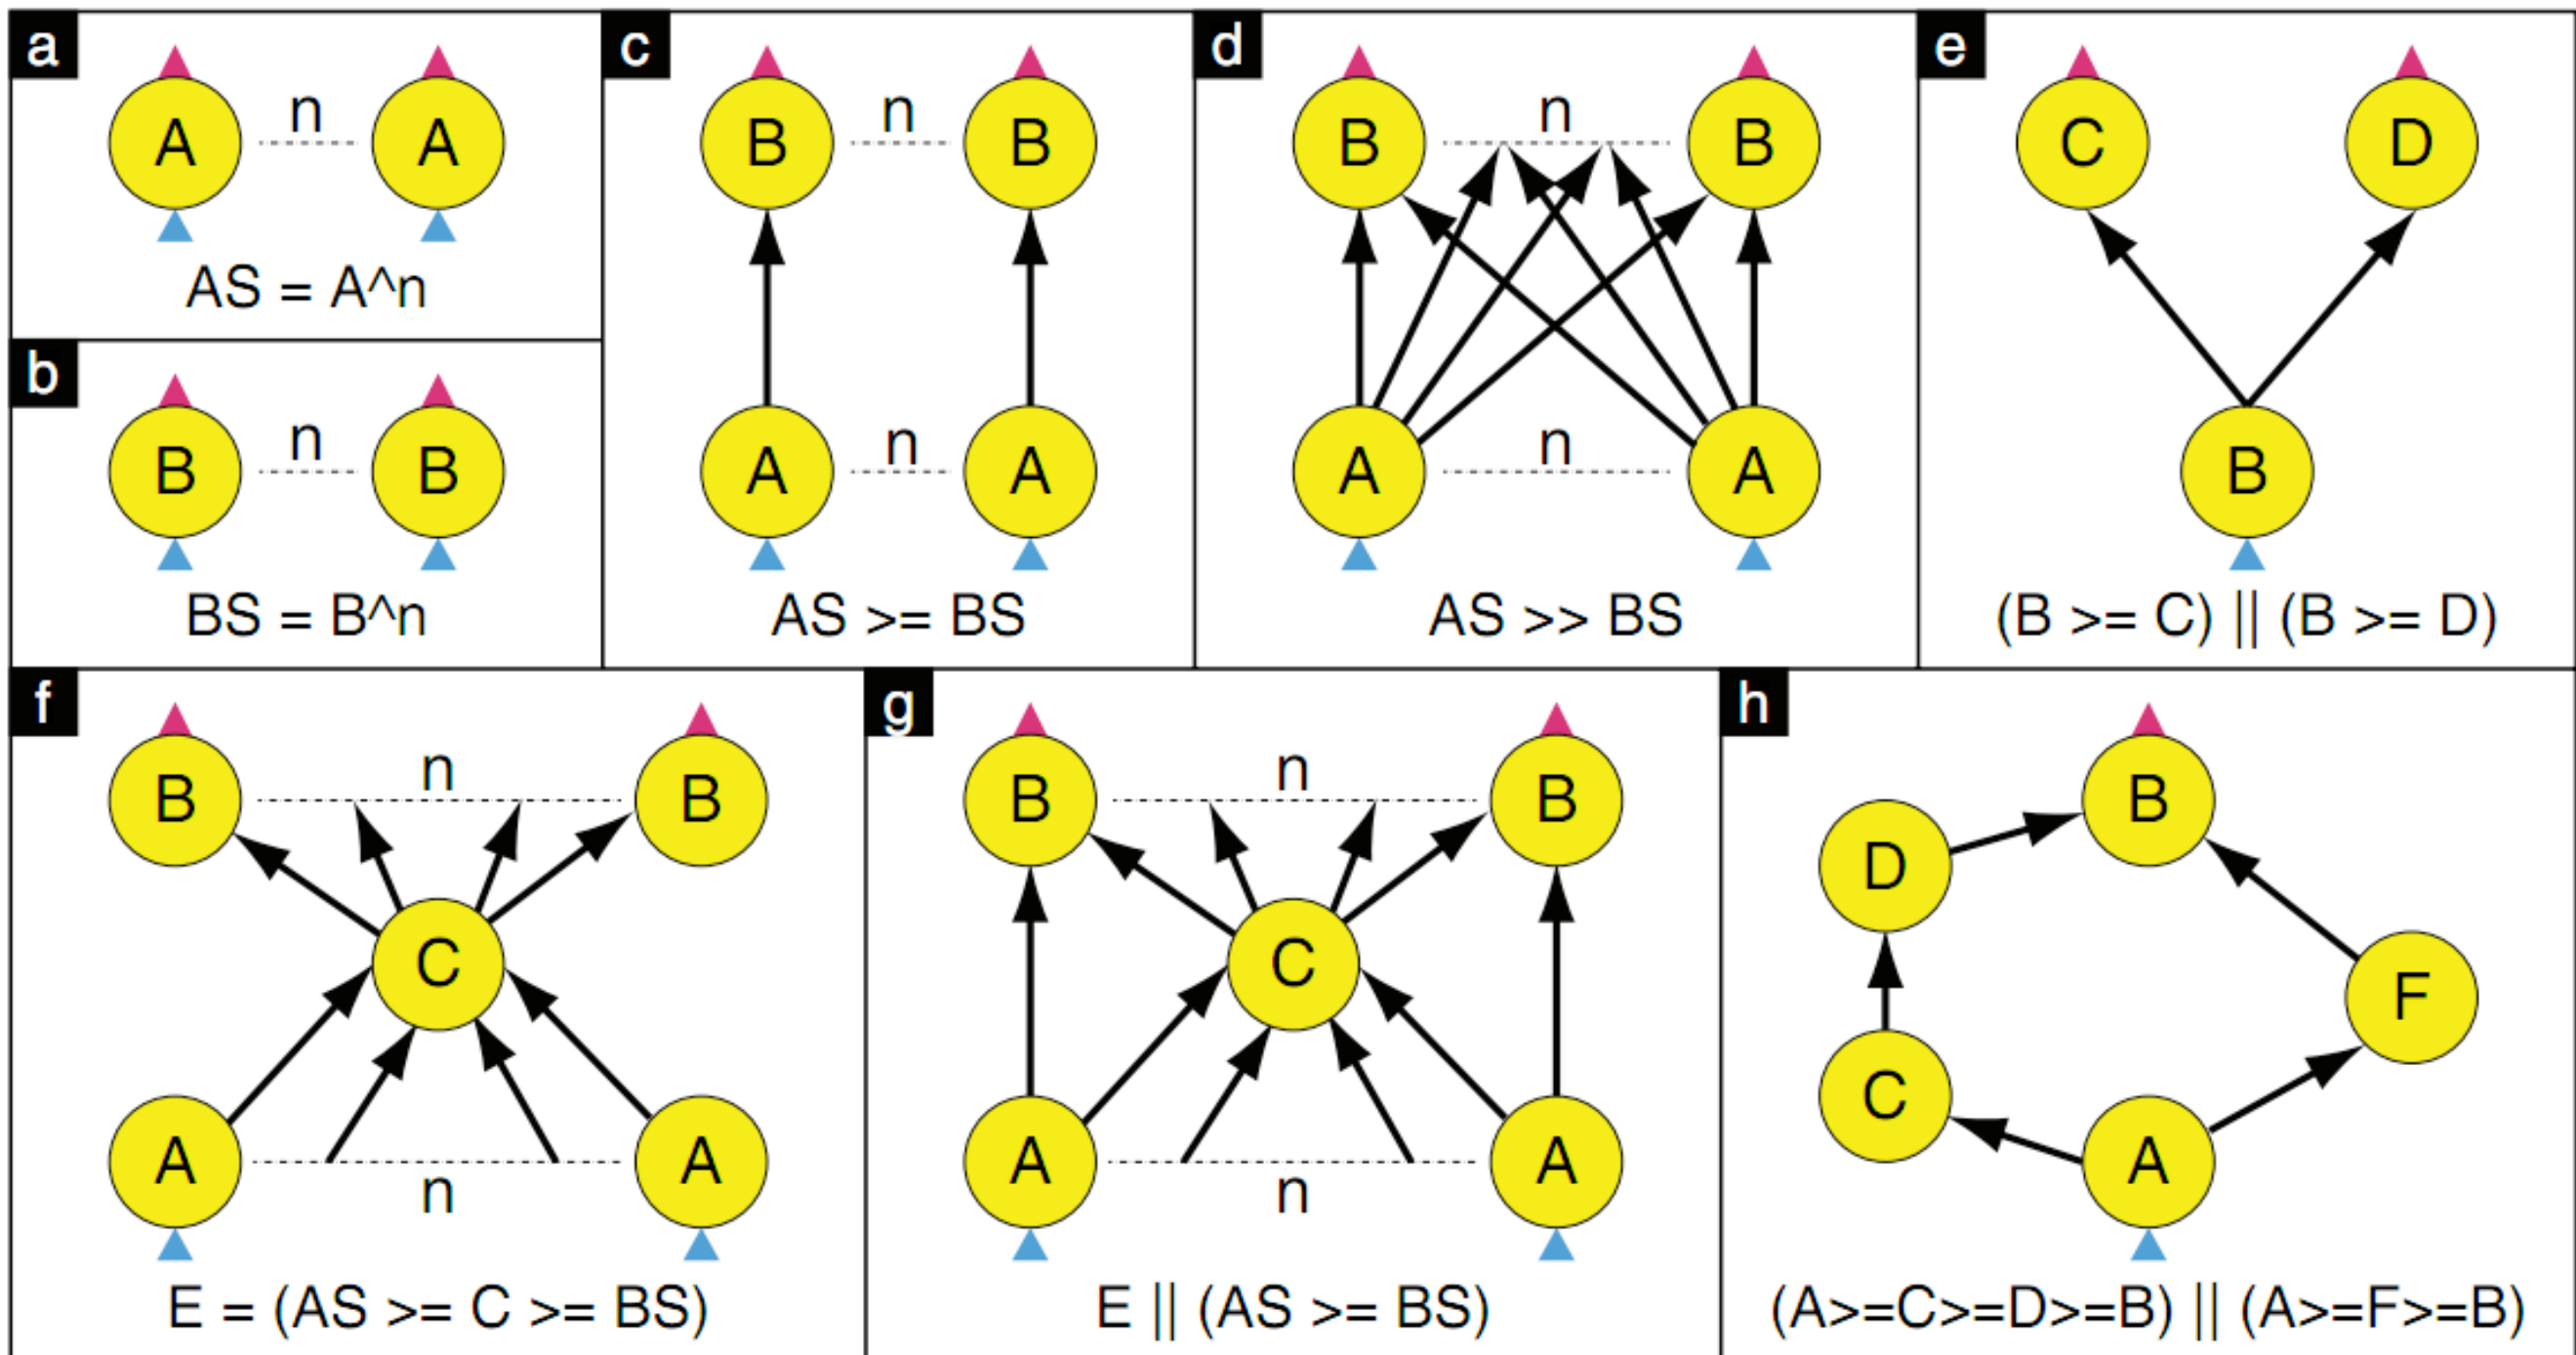 a
A n A
AS = A^n
b
B n B
BS = B^n
c
B n B
A n A
AS >= BS
d
B n B
A n A
AS >> BS
e
C D
B
(B >= C) || (B >= D)
f
B n B
C
A n A
E = (AS >= C >= BS)
g
B n B
C
A n A
E || (AS >= BS)
h
B
D
F
C
A
(A>=C>=D>=B) || (A>=F>=B)